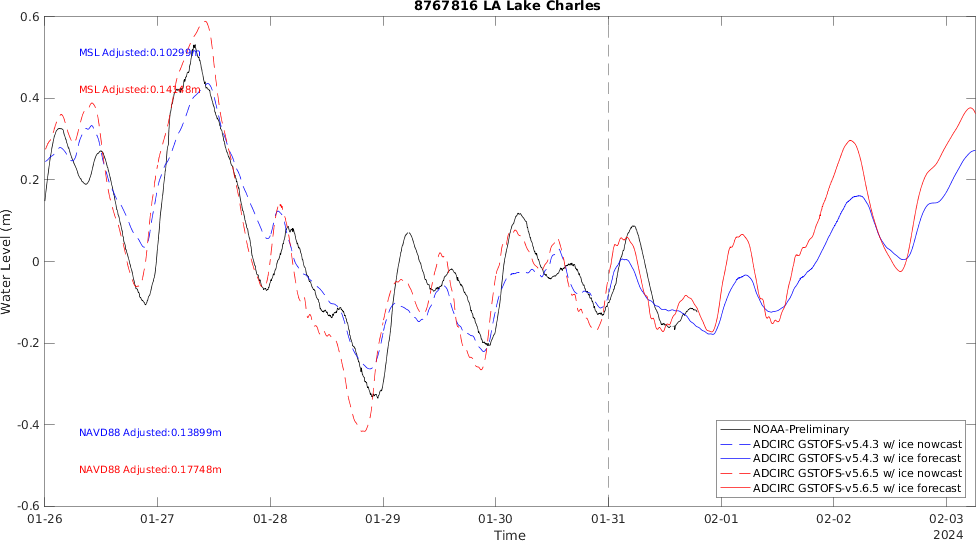 8767816 LA Lake Charles
0.6
0.4
0.2
0
-0.2
-0.4
-0.6
Water Level (m)
MSL Adjusted:0.10299m
MSL Adjusted:
NAVD88 Adjusted:0.13899m
NAVD88 Adjusted:0.17748m
NOAA-Preliminary
ADCIRC GSTOFS-v5.4.3 w/ ice nowcast
ADCIRC GSTOFS-v5.4.3 w/ ice forecast
ADCIRC GSTOFS-v5.6.5 w/ ice nowcast
ADCIRC GSTOFS-v5.6.5 w/ ice forecast
01-26 01-27 01-28 01-29 01-30 01-31 02-01 02-02 02-03
Time
2024